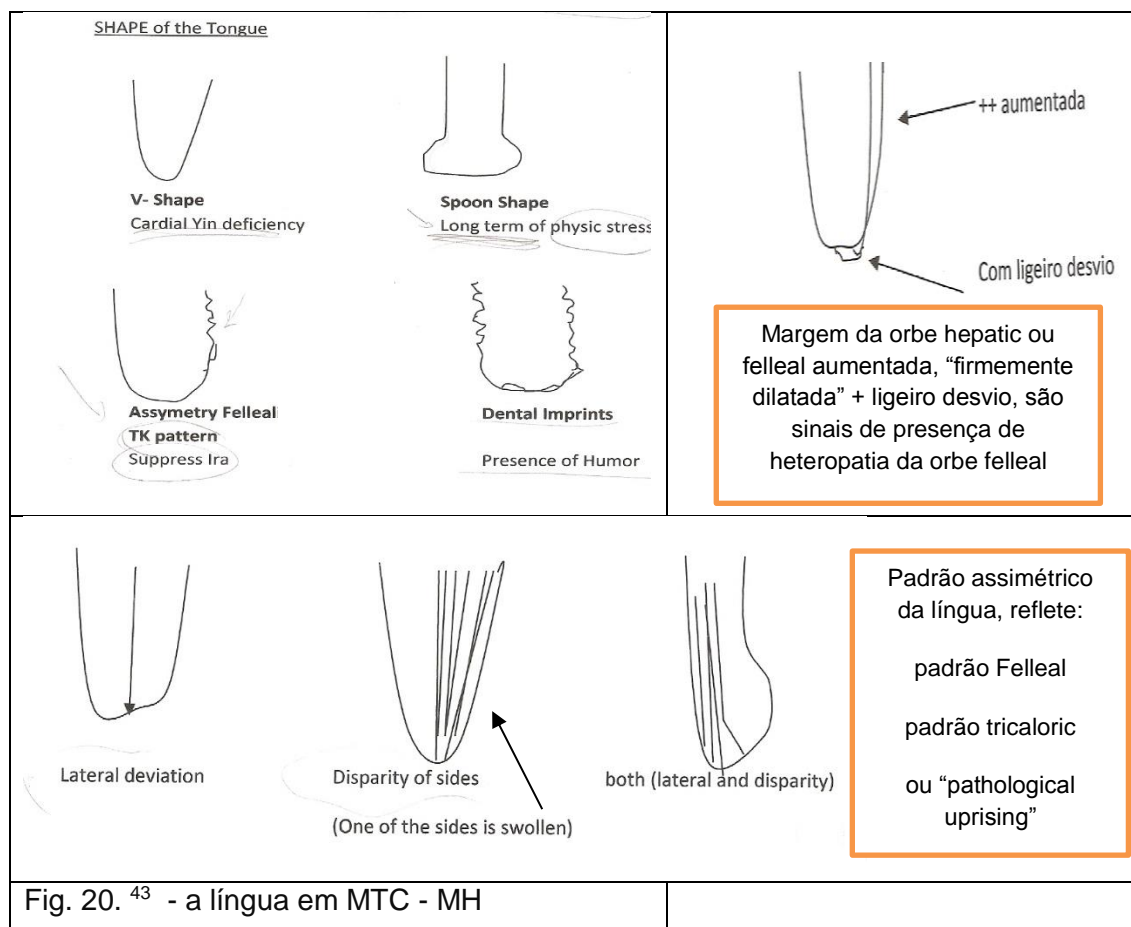 SHAPE of the Tongue
V- Shape
Cardial Yin deficiency
Spoon Shape
Long term of physic stress
Assymetry Felleal
TK pattern
Suppress Ira
Dental Imprints
Presence of Humor
++ aumentada
Com ligeiro desvio
Margem da orbe hepatic ou
felleal aumentada, “firmemente
dilatada” + ligeiro desvio, são
sinais de presença de
heteropatia da orbe felleal
Lateral deviation
Disparity of sides
(One of the sides is swollen)
both (lateral and disparity)
Padrão assimétrico
da língua, reflete:
padrão Felleal
padrão tricaloric
ou “pathological
uprising”
Fig. 20. 43 - a língua em MTC - MH